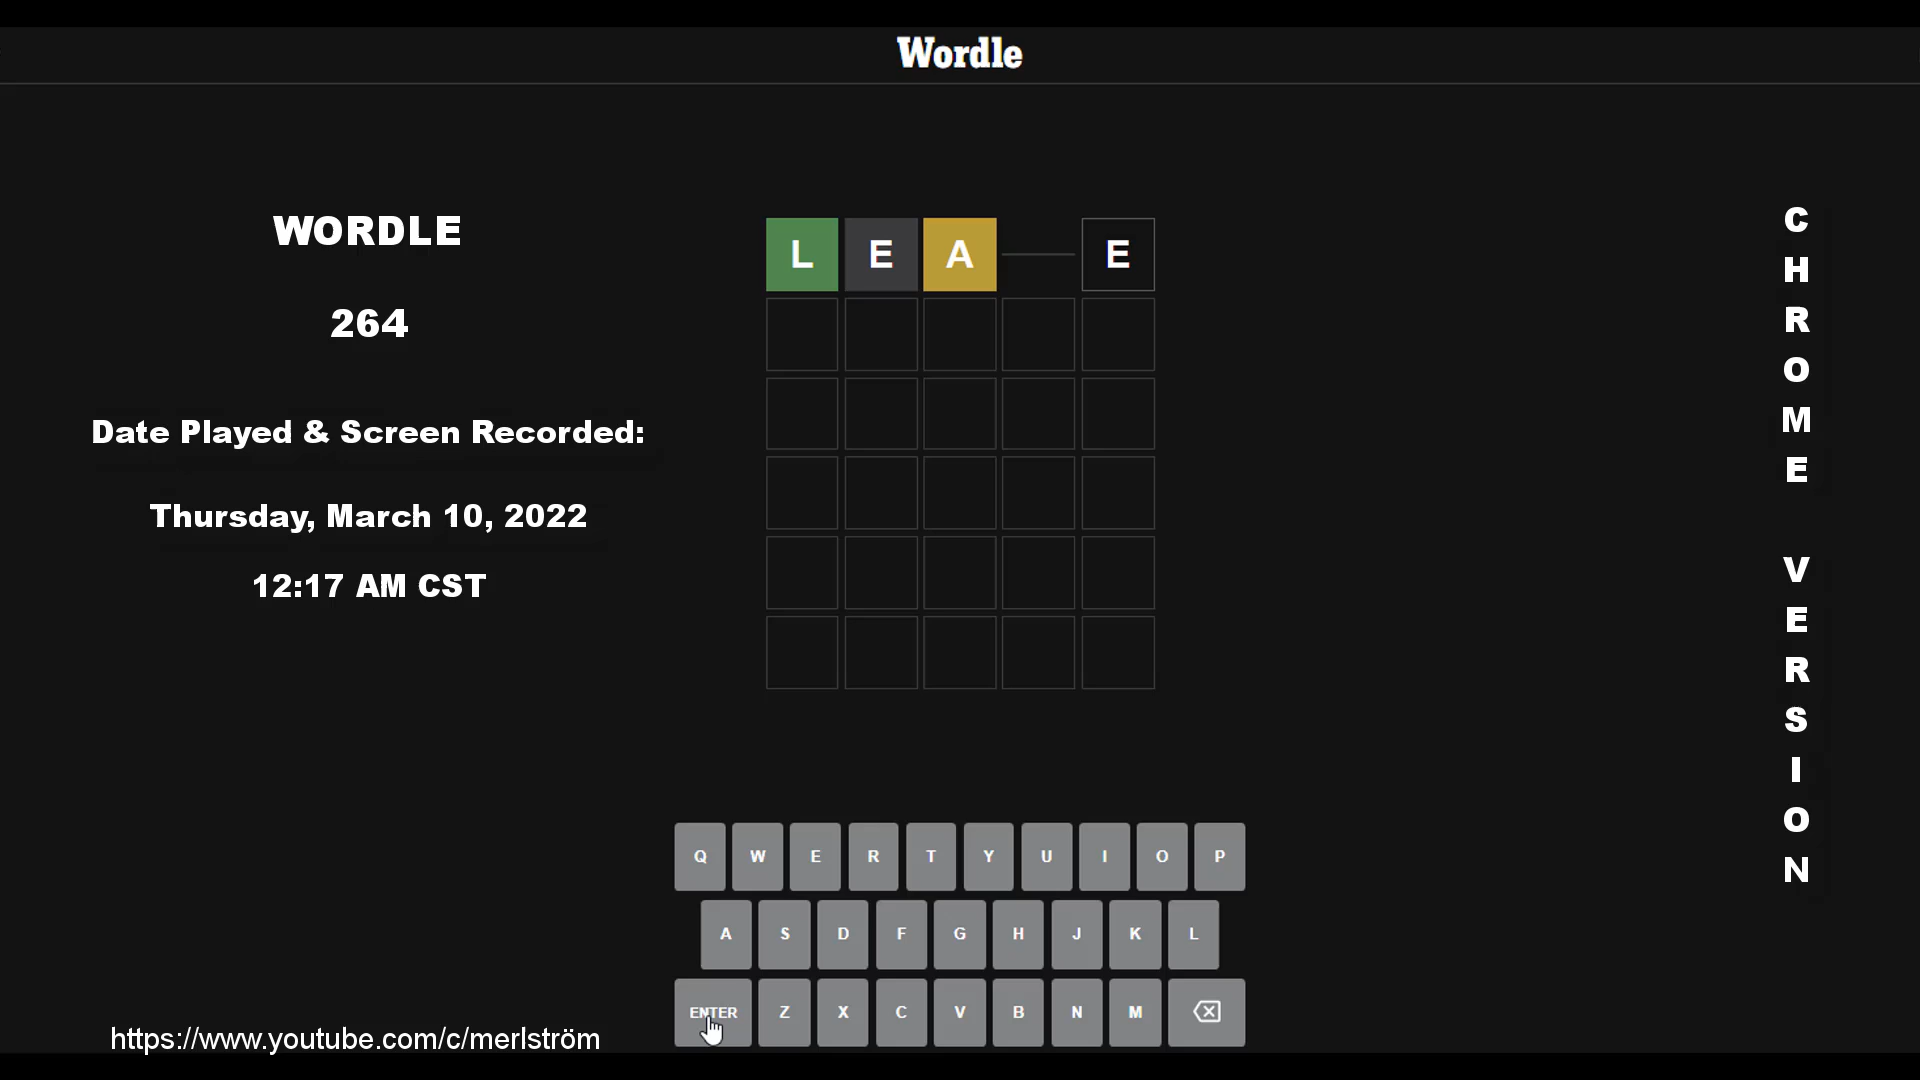 Wordle
WORDLE
264
Date Played & Screen Recorded:
Thursday, March 10, 2022
12:17 AM CST
L E A E
Q W E R T Y U I O P
A S D F G H J K L
ENTER Z X C V B N M
https://www.youtube.com/c/merlström
CHROME
VERSION